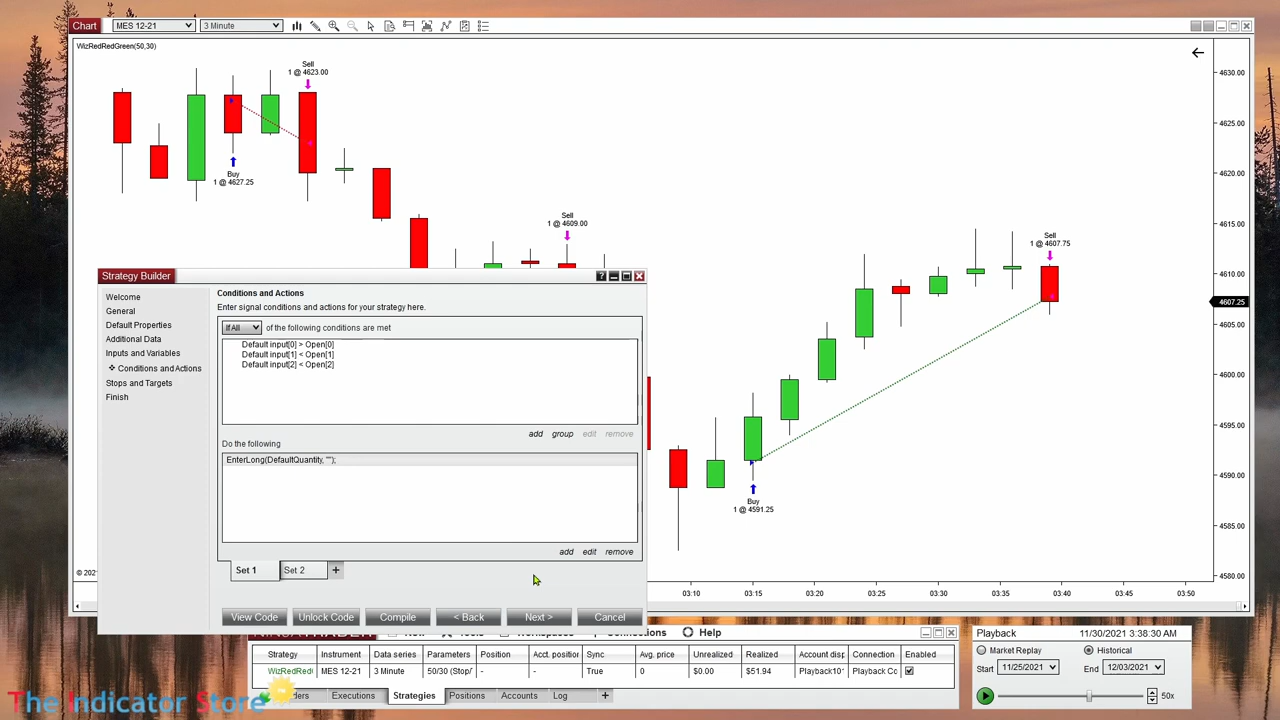 Chart
MES 12-21
3 Minute
WizRedRedGreen(50,30)
Sell
1 @ 4623.00
Buy
1 @ 4627.25
Sell
1 @ 4609.00
Sell
1 @ 4607.75
Buy
1 @ 4591.25
4630.00
4625.00
4620.00
4615.00
4610.00
4607.25
4605.00
4600.00
4595.00
4590.00
4585.00
4580.00
03:10
03:15
03:20
03:25
03:30
03:35
03:40
03:45
03:50
Strategy Builder
Welcome
General
Default Properties
Additional Data
Inputs and Variables
Conditions and Actions
Stops and Targets
Finish
Conditions and Actions
Enter signal conditions and actions for your strategy here.
If All
of the following conditions are met
Default input[0] > Open[0]
Default input[1] < Open[1]
Default input[2] < Open[2]
add group edit remove
Do the following
EnterLong(DefaultQuantity, "");
add edit remove
Set 1
Set 2
+
© 202
View Code
Unlock Code
Compile
< Back
Next >
Cancel
Help
Strategy Instrument Data series Parameters Position Acct. position Sync Avg. price Unrealized Realized Account disp Connection Enabled
WizRedRedG MES 12-21 3 Minute 50/30 (Stop/ - - True 0 $0.00 $51.94 Playback10 Playback Cc
Executions
Strategies
Positions
Accounts
Log
+
Playback 11/30/2021 3:38:30 AM
Market Replay
Historical
Start 11/25/2021
End 12/03/2021
50x
The Indicator Store